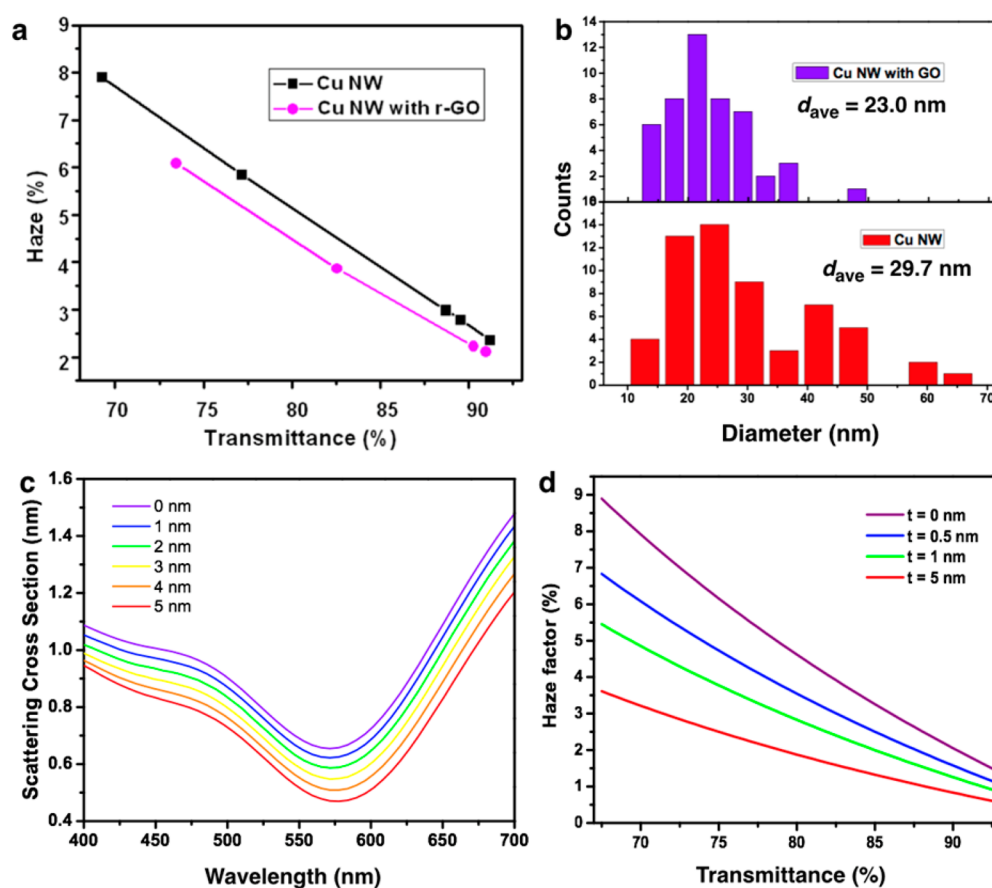 a
9
8
7
6
5
4
3
2
Haze (%)
70 75 80 85 90
Transmittance (%)
Cu NW
Cu NW with r-GO
b
14
12
10
8
6
4
2
Cu NW with GO
dave = 23.0 nm
Counts
14
12
10
8
6
4
2
0
Cu NW
dave = 29.7 nm
10 20 30 40 50 60 70
Diameter (nm)
c
1.6
1.4
1.2
1.0
0.8
0.6
0.4
Scattering Cross Section (nm)
0 nm
1 nm
2 nm
3 nm
4 nm
5 nm
400 450 500 550 600 650 700
Wavelength (nm)
d
9
8
7
6
5
4
3
2
1
0
Haze factor (%)
t = 0 nm
t = 0.5 nm
t = 1 nm
t = 5 nm
70 75 80 85 90
Transmittance (%)